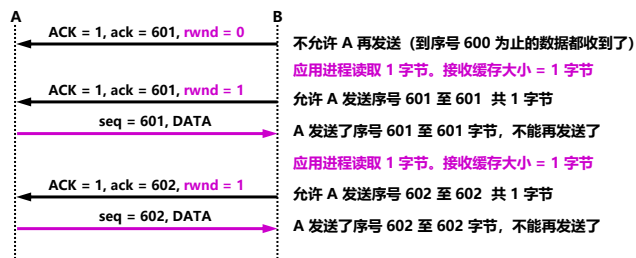 A B
ACK = 1, ack = 601, rwnd = 0
不允许 A 再发送（到序号 600 为止的数据都收到了）
应用进程读取 1 字节。接收缓存大小 = 1 字节
ACK = 1, ack = 601, rwnd = 1
允许 A 发送序号 601 至 601 共 1 字节
seq = 601, DATA
A 发送了序号 601 至 601 字节，不能再发送了
应用进程读取 1 字节。接收缓存大小 = 1 字节
ACK = 1, ack = 602, rwnd = 1
允许 A 发送序号 602 至 602 共 1 字节
seq = 602, DATA
A 发送了序号 602 至 602 字节，不能再发送了